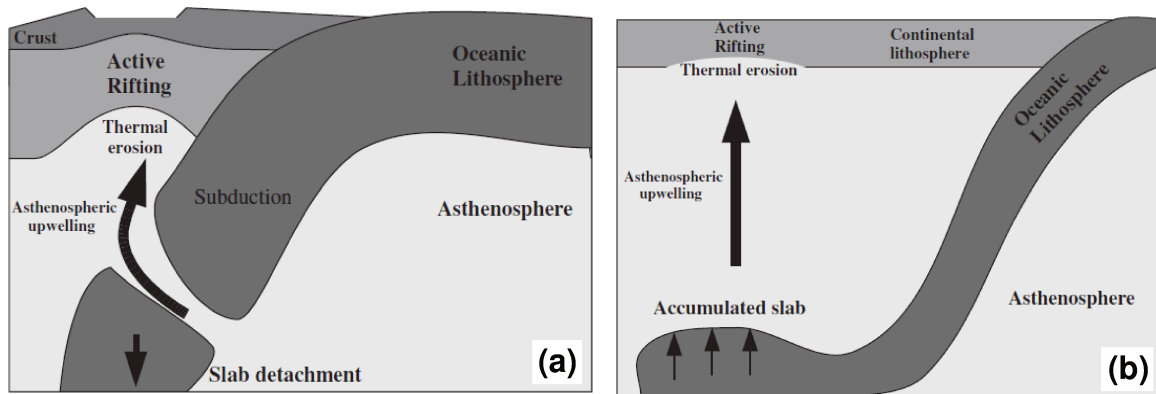 Crust
Active
Rifting
Thermal
erosion
Asthenospheric
upwelling
Oceanic
Lithosphere
Subduction
Asthenosphere
Slab detachment
(a)
Active
Rifting
Thermal erosion
Continental
lithosphere
Oceanic
Lithosphere
Asthenospheric
upwelling
Accumulated slab
Asthenosphere
(b)